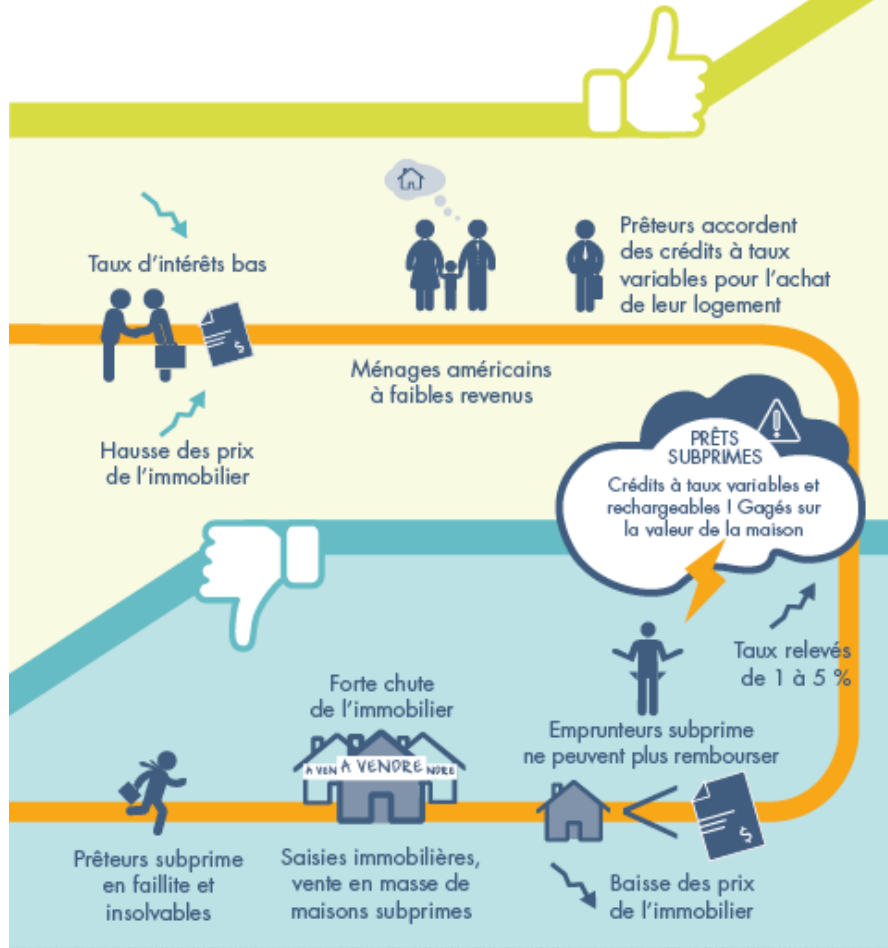 Taux d'intérêts bas
$
Hausse des prix
de l'immobilier
Ménages américains
à faibles revenus
Prêteurs accordent
des crédits à taux
variables pour l'achat
de leur logement
PRÊTS
SUBPRIMES
Crédits à taux variables et
rechargeables ! Gagés sur
la valeur de la maison
Taux relevés
de 1 à 5 %
Emprunteurs subprime
ne peuvent plus rembourser
$
Baisse des prix
de l'immobilier
Forte chute
de l'immobilier
A VEN A VENDRE NDRE
Saisies immobilières,
vente en masse de
maisons subprimes
Prêteurs subprime
en faillite et
insolvables